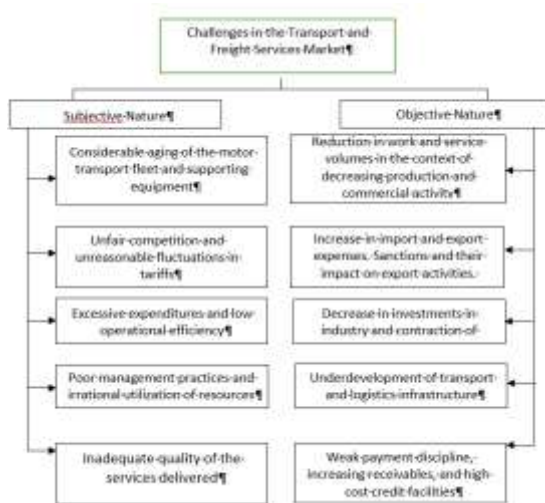 Challenges in the Transport and
Freight Services Market¶
Subjective Nature¶
Objective Nature¶
Considerable aging of the motor
transport fleet and supporting
equipment¶
Unfair competition and
unreasonable fluctuations in
tariffs¶
Excessive expenditures and low
operational efficiency¶
Poor management practices and
irrational utilization of resources¶
Inadequate quality of the
services delivered¶
Reduction in work and service
volumes in the context of
decreasing production and
commercial activity¶
Increase in import and export
expenses. Sanctions and their
impact on export activities.
Decrease in investments in
industry and contraction of
Underdevelopment of transport
and logistics infrastructure¶
Weak payment discipline,
increasing receivables, and high-
cost credit facilities¶